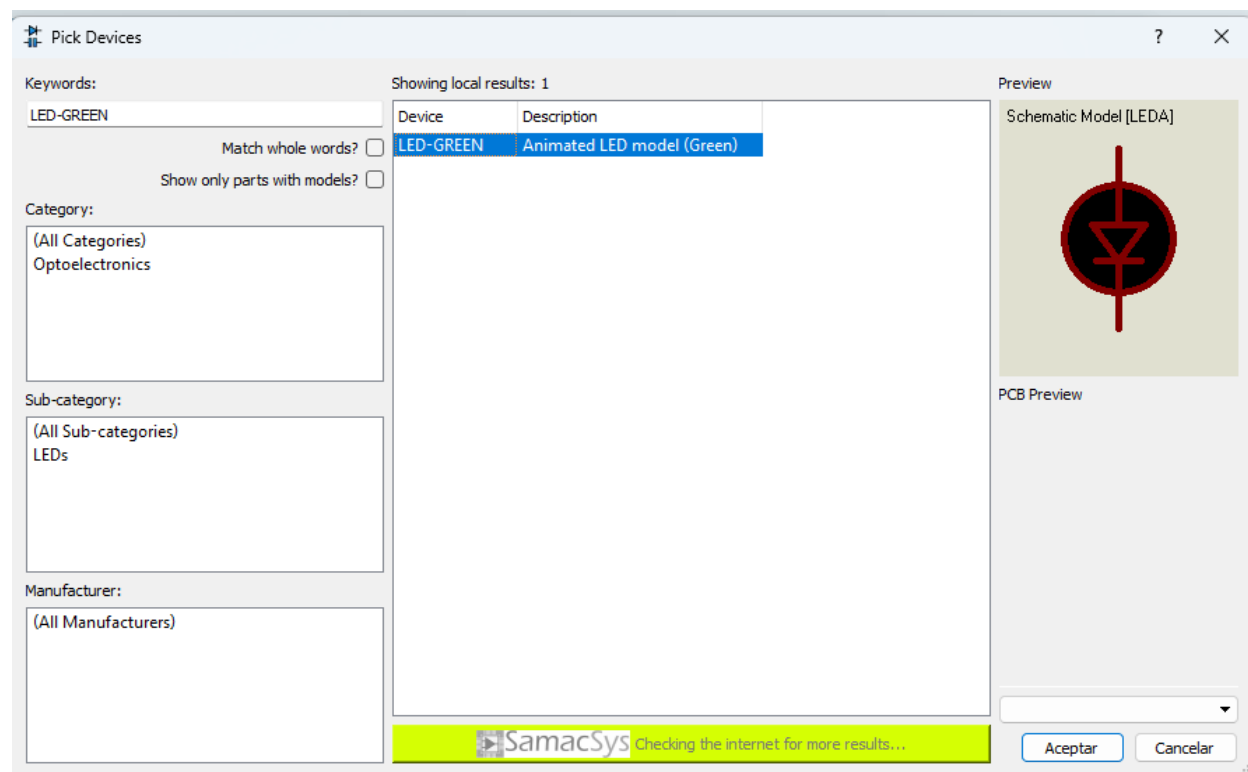 Pick Devices
?
Keywords:
LED-GREEN
Match whole words?
Show only parts with models?
Category:
(All Categories)
Optoelectronics
Sub-category:
(All Sub-categories)
LEDs
Manufacturer:
(All Manufacturers)
Showing local results: 1
Device Description
LED-GREEN Animated LED model (Green)
SamacSys Checking the internet for more results...
Preview
Schematic Model [LEDA]
PCB Preview
Aceptar Cancelar